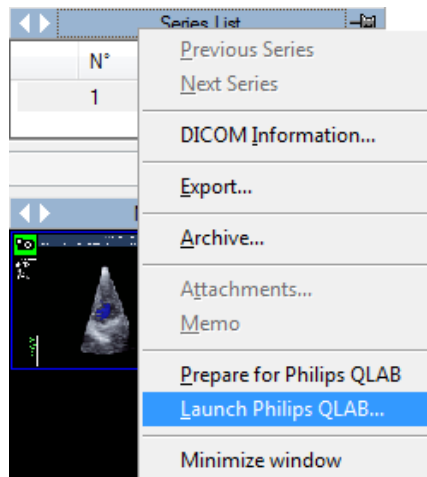 Series List
N°
Previous Series
Next Series
1
DICOM Information...
Export...
Archive...
Attachments...
Memo
Prepare for Philips QLAB
Launch Philips QLAB...
Minimize window